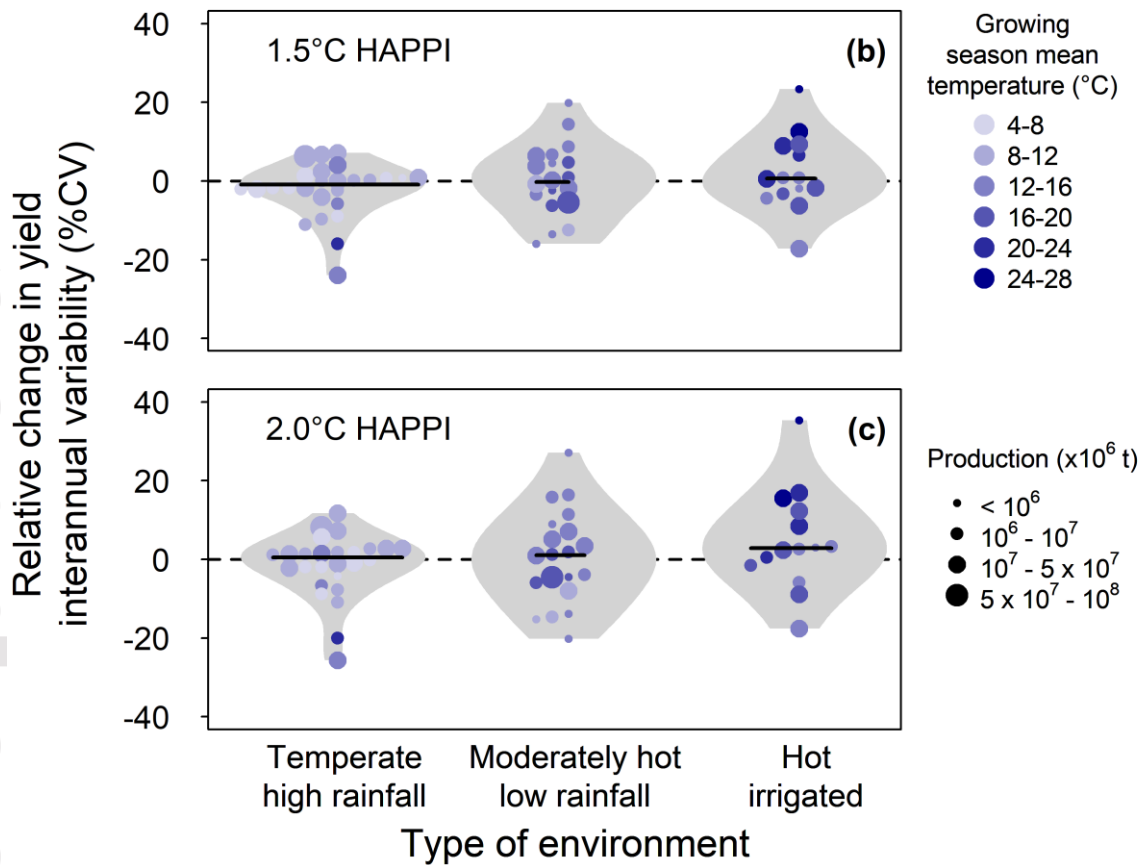 Relative change in yield
interannual variability (%CV)
40
20
0
-20
-40
1.5°C HAPPI
(b)
40
20
0
-20
-40
2.0°C HAPPI
(c)
Temperate
high rainfall
Moderately hot
low rainfall
Hot
irrigated
Type of environment
Growing
season mean
temperature (°C)
4-8
8-12
12-16
16-20
20-24
24-28
Production (x10⁶ t)
< 10⁶
10⁶ - 10⁷
10⁷ - 5 x 10⁷
5 x 10⁷ - 10⁸